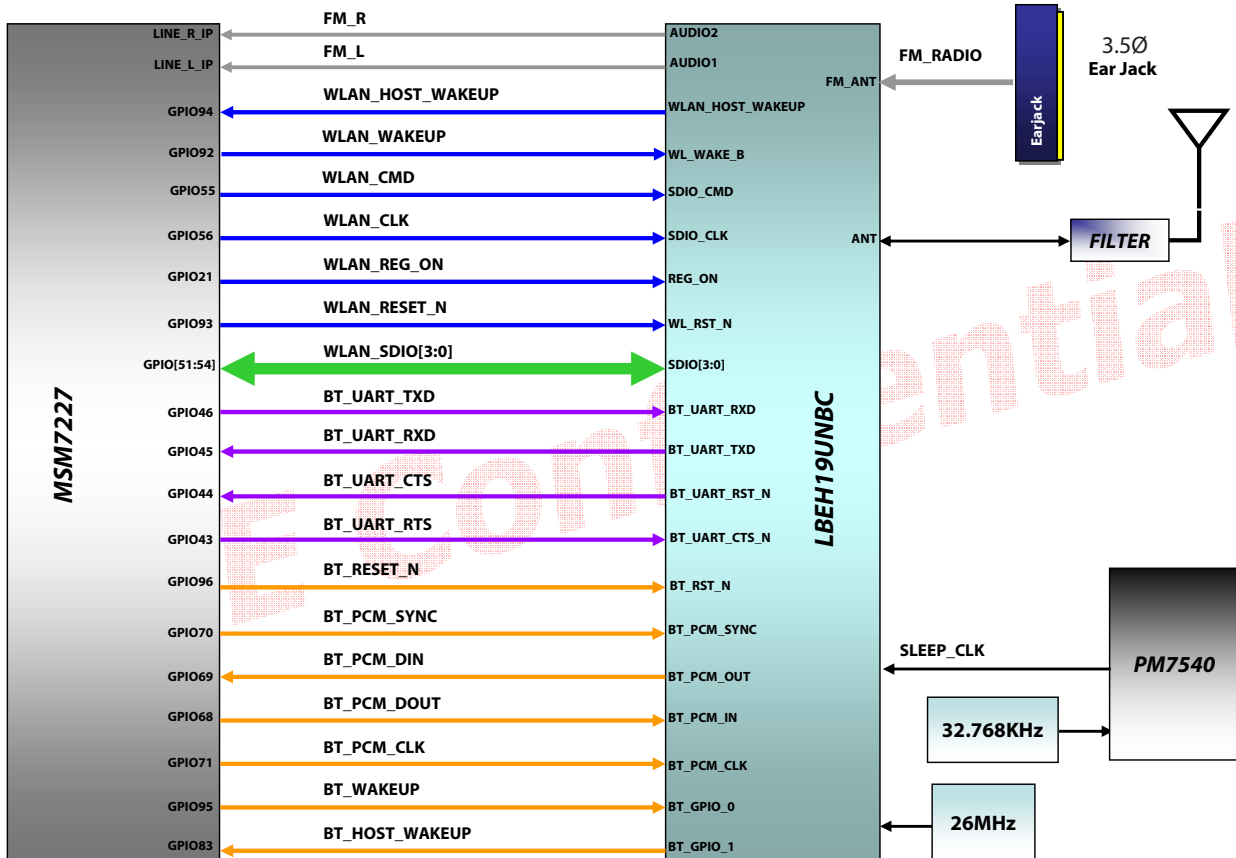 FM_R
LINE_R_IP AUDIO2
FM_L
LINE_L_IP AUDIO1
WLAN_HOST_WAKEUP
GPIO94 WLAN_HOST_WAKEUP
WLAN_WAKEUP
GPIO92 WL_WAKE_B
WLAN_CMD
GPIO55 SDIO_CMD
WLAN_CLK
GPIO56 SDIO_CLK
WLAN_REG_ON
GPIO21 REG_ON
WLAN_RESET_N
GPIO93 WL_RST_N
WLAN_SDIO[3:0]
GPIO[51:54] SDIO[3:0]
BT_UART_TXD
GPIO46 BT_UART_RXD
BT_UART_RXD
GPIO45 BT_UART_TXD
BT_UART_CTS
GPIO44 BT_UART_RST_N
BT_UART_RTS
GPIO43 BT_UART_CTS_N
BT_RESET_N
GPIO96 BT_RST_N
BT_PCM_SYNC
GPIO70 BT_PCM_SYNC
BT_PCM_DIN
GPIO69 BT_PCM_OUT
BT_PCM_DOUT
GPIO68 BT_PCM_IN
BT_PCM_CLK
GPIO71 BT_PCM_CLK
BT_WAKEUP
GPIO95 BT_GPIO_0
BT_HOST_WAKEUP
GPIO83 BT_GPIO_1
MSM7227
LBEH19UNBC
FM_RADIO
FM_ANT
Earjack
3.5Ø
Ear Jack
ANT
FILTER
SLEEP_CLK
PM7540
32.768KHz
26MHz